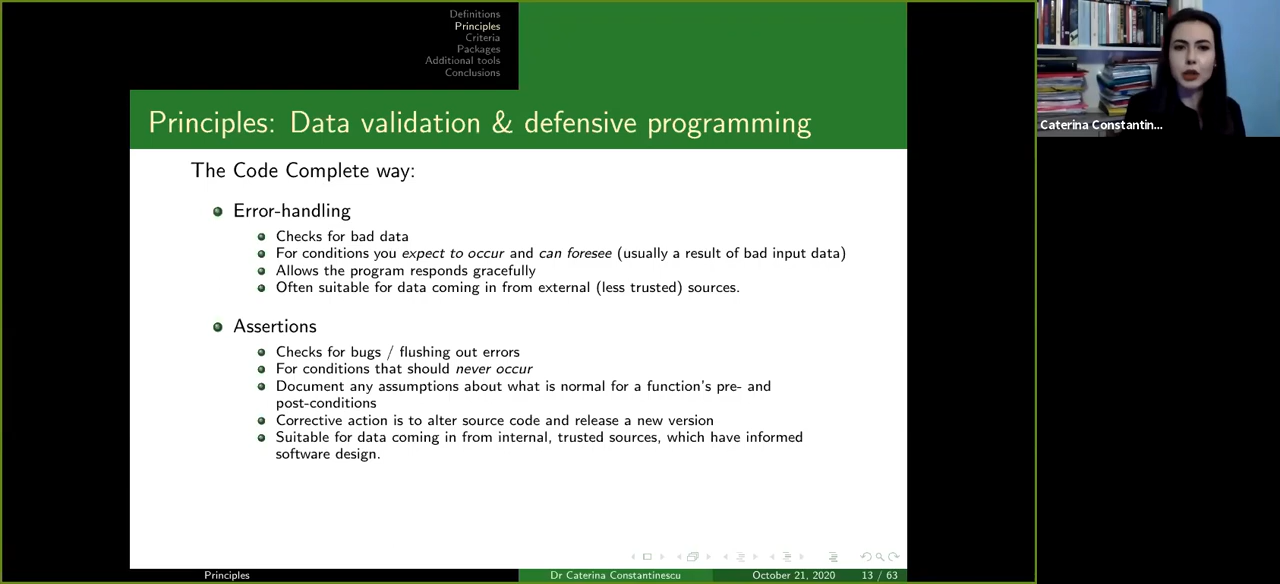 Definitions
Principles
Criteria
Packages
Additional tools
Conclusions
Principles: Data validation & defensive programming
The Code Complete way:
Error-handling
Checks for bad data
For conditions you expect to occur and can foresee (usually a result of bad input data)
Allows the program responds gracefully
Often suitable for data coming in from external (less trusted) sources.
Assertions
Checks for bugs / flushing out errors
For conditions that should never occur
Document any assumptions about what is normal for a function's pre- and
post-conditions
Corrective action is to alter source code and release a new version
Suitable for data coming in from internal, trusted sources, which have informed
software design.
Principles
Dr Caterina Constantinescu
October 21, 2020
13 / 63
Caterina Constantin...